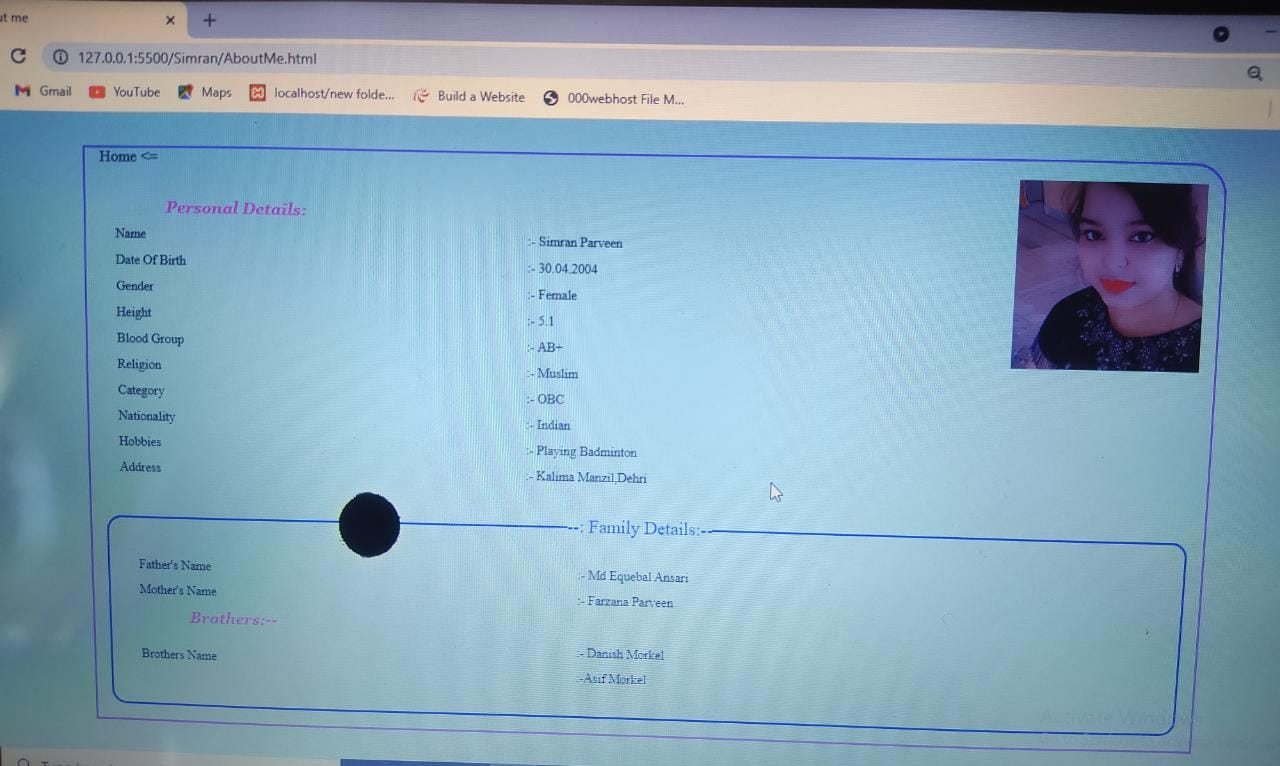 ut me
127.0.0.1:5500/Simran/AboutMe.html
Gmail YouTube Maps localhost/new folde... Build a Website 000webhost File M...
Home <=
Personal Details:
Name :- Simran Parveen
Date Of Birth :- 30.04.2004
Gender :- Female
Height :- 5.1
Blood Group :- AB+
Religion :- Muslim
Category :- OBC
Nationality :- Indian
Hobbies :- Playing Badminton
Address :- Kalima Manzil,Dehri
--: Family Details:--
Father's Name :- Md Equebal Ansari
Mother's Name :- Farzana Parveen
Brothers:--
Brothers Name :- Danish Morkel
:-Asif Morkel
Activate Windows